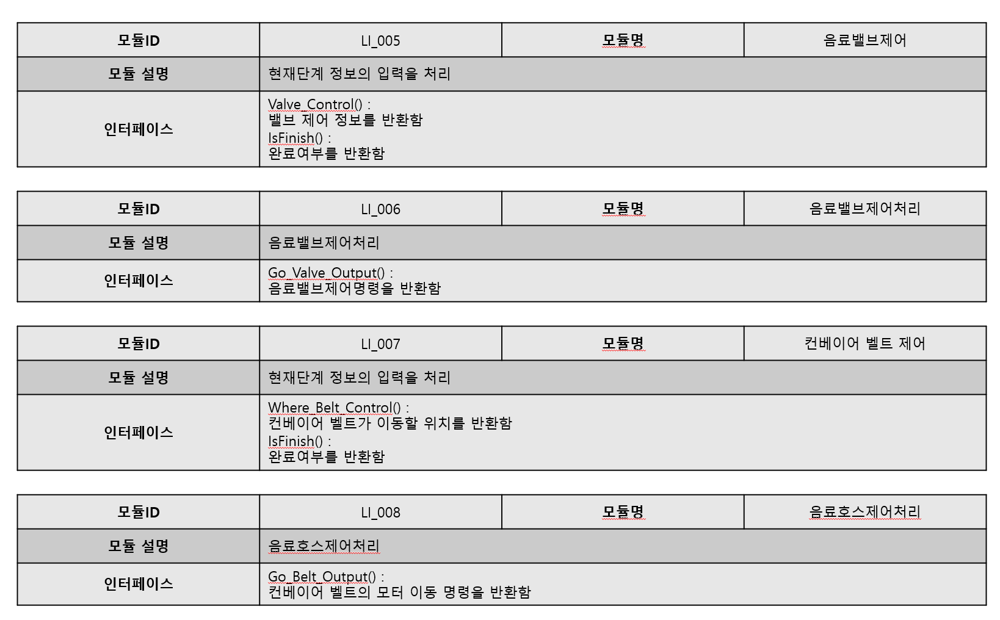 모듈ID LI_005 모듈명 음료밸브제어
모듈 설명 현재단계 정보의 입력을 처리
인터페이스
Valve_Control() :
밸브 제어 정보를 반환함
IsFinish() :
완료여부를 반환함
모듈ID LI_006 모듈명 음료밸브제어처리
모듈 설명 음료밸브제어처리
인터페이스
Go_Valve_Output() :
음료밸브제어명령을 반환함
모듈ID LI_007 모듈명 컨베이어 벨트 제어
모듈 설명 현재단계 정보의 입력을 처리
인터페이스
Where_Belt_Control() :
컨베이어 벨트가 이동할 위치를 반환함
IsFinish() :
완료여부를 반환함
모듈ID LI_008 모듈명 음료호스제어처리
모듈 설명 음료호스제어처리
인터페이스
Go_Belt_Output() :
컨베이어 벨트의 모터 이동 명령을 반환함